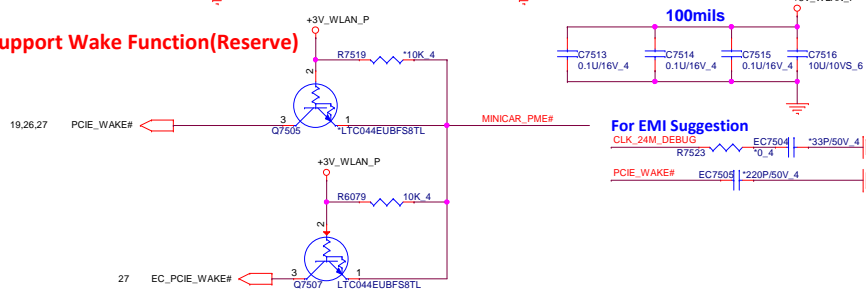 +3V_WLAN_P
100mils
upport Wake Function(Reserve)
R7519
*10K_4
C7513
0.1U/16V_4
C7514
0.1U/16V_4
C7515
0.1U/16V_4
C7516
10U/10VS_6
2
19,26,27
PCIE_WAKE#
3
1
Q7505
*LTC044EUBFS8TL
MINICAR_PME#
For EMI Suggestion
CLK_24M_DEBUG
R7523
*0_4
EC7504
*33P/50V_4
+3V_WLAN_P
PCIE_WAKE#
EC7505
*220P/50V_4
R6079
10K_4
2
27
EC_PCIE_WAKE#
3
1
Q7507
LTC044EUBFS8TL